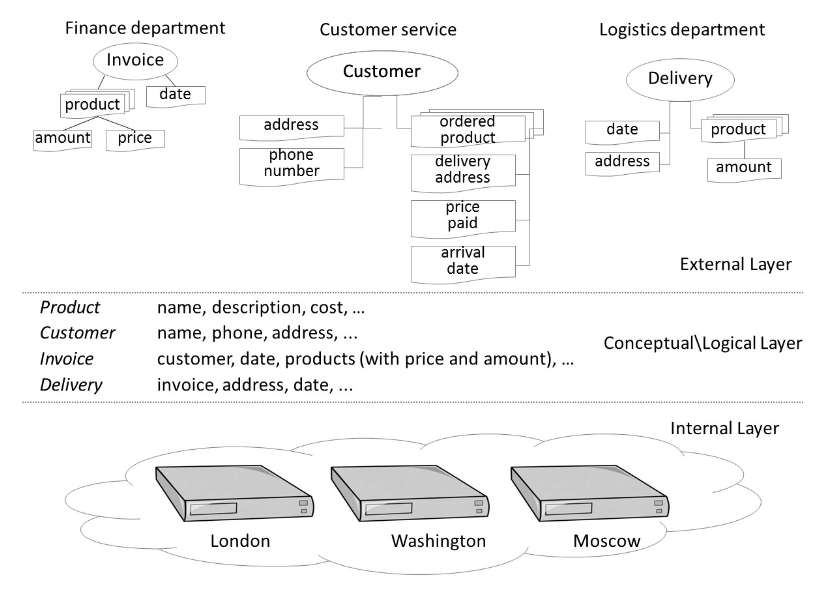 Finance department
Invoice
product
date
amount
price
Customer service
Customer
address
phone
number
ordered
product
delivery
address
price
paid
arrival
date
Logistics department
Delivery
date
address
product
amount
External Layer
Product name, description, cost, ...
Customer name, phone, address, ...
Invoice customer, date, products (with price and amount), ...
Delivery invoice, address, date, ...
Conceptual\Logical Layer
Internal Layer
London
Washington
Moscow